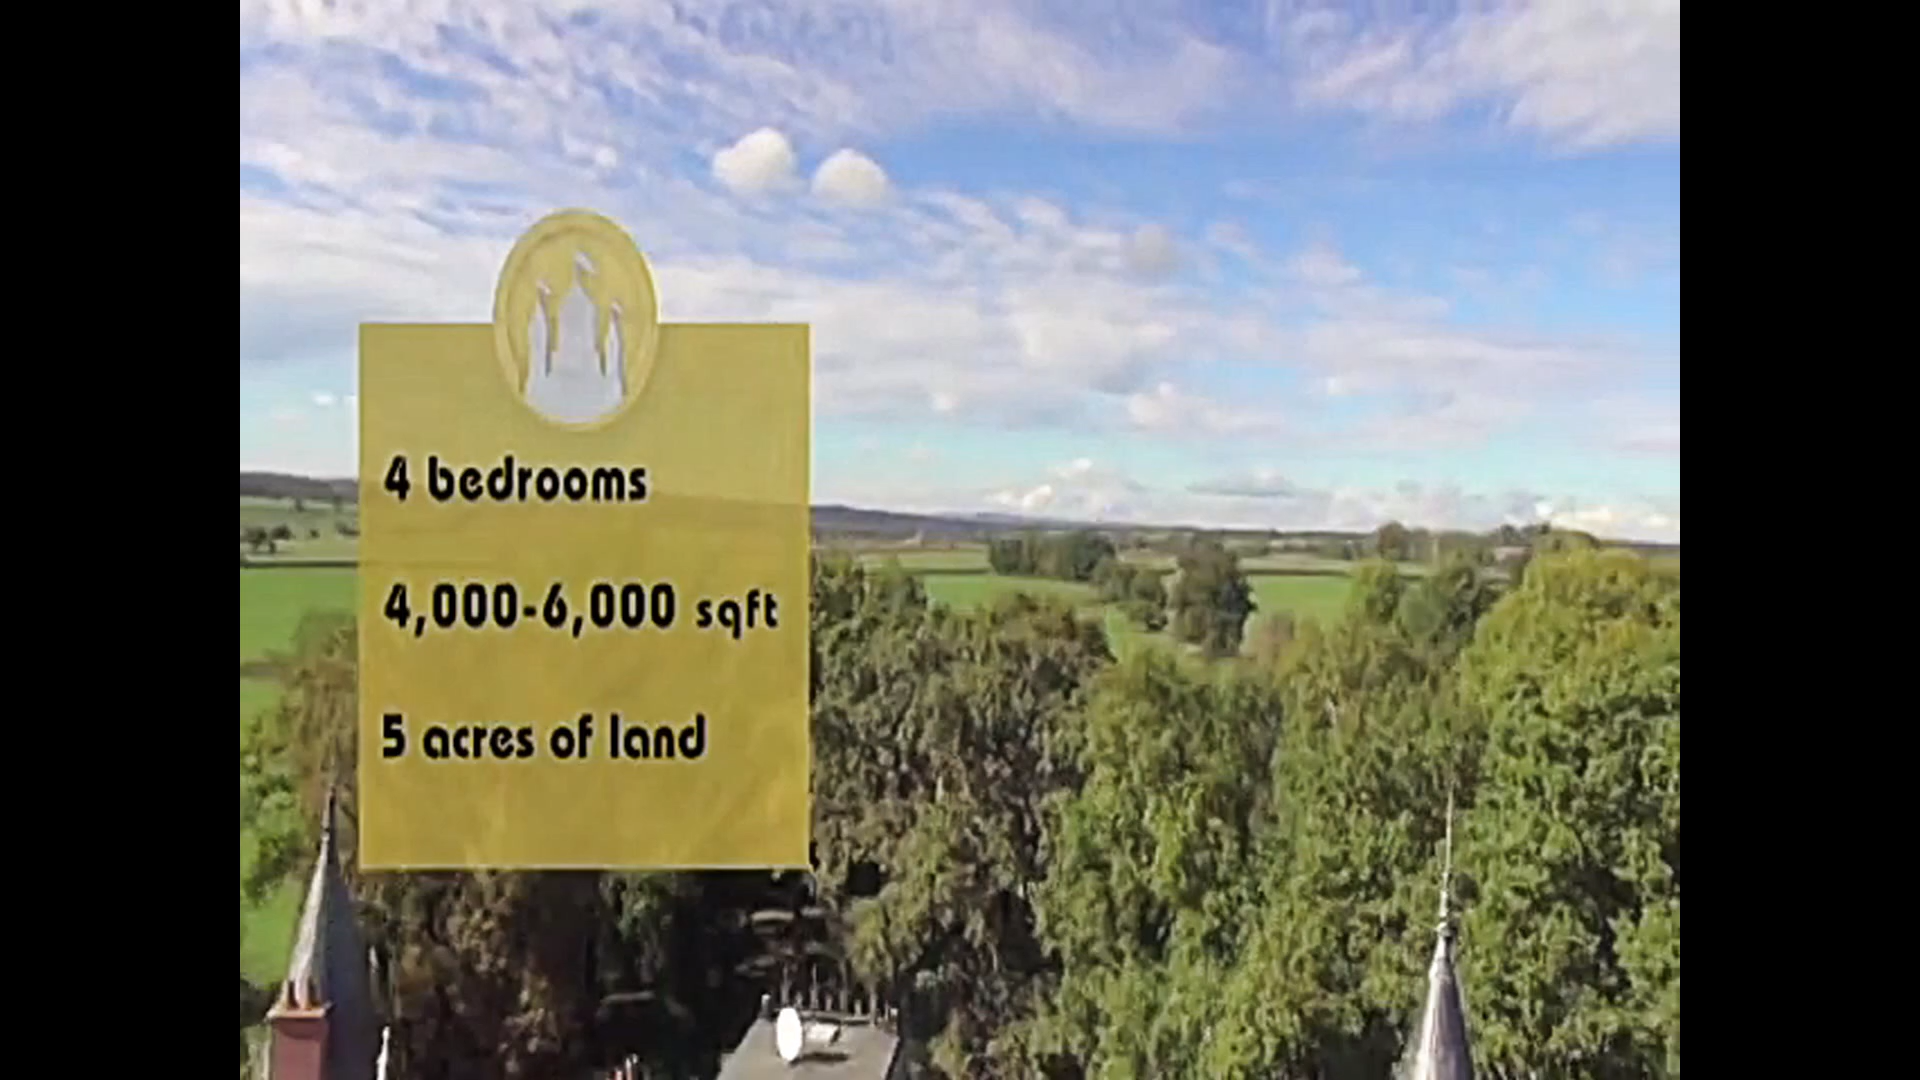 4 bedrooms
4,000-6,000 sqft
5 acres of land